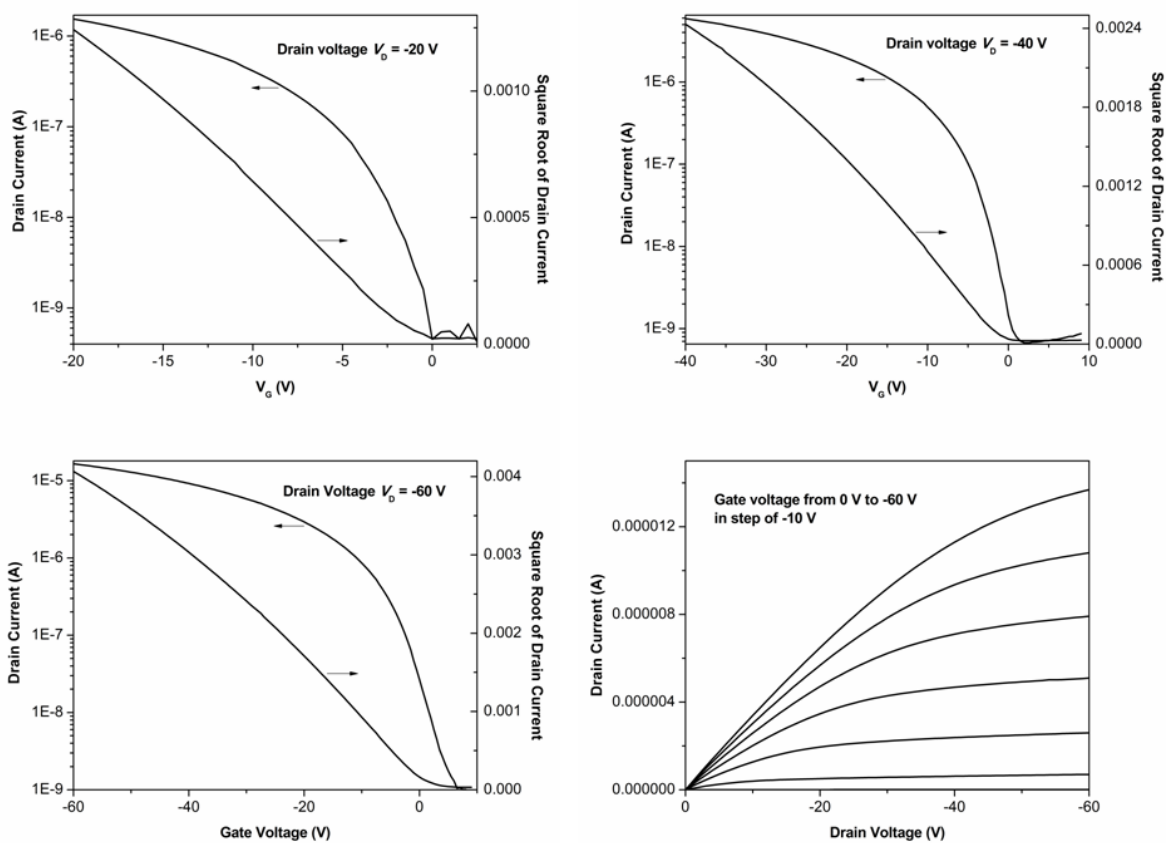 Drain voltage V_D = -20 V
Drain Current (A)
1E-6
1E-7
1E-8
1E-9
Square Root of Drain Current
0.0010
0.0005
0.0000
-20 -15 -10 -5 0
V_G (V)
Drain voltage V_D = -40 V
Drain Current (A)
1E-6
1E-7
1E-8
1E-9
Square Root of Drain Current
0.0024
0.0018
0.0012
0.0006
0.0000
-40 -30 -20 -10 0 10
V_G (V)
Drain Voltage V_D = -60 V
Drain Current (A)
1E-5
1E-6
1E-7
1E-8
1E-9
Square Root of Drain Current
0.004
0.003
0.002
0.001
0.000
-60 -40 -20 0
Gate Voltage (V)
Gate voltage from 0 V to -60 V
in step of -10 V
Drain Current (A)
0.000012
0.000008
0.000004
0.000000
0 -20 -40 -60
Drain Voltage (V)